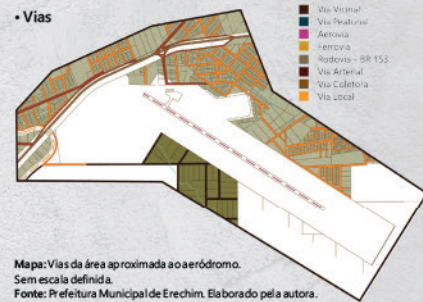 • Vias
Via Vicinal
Via Peatonal
Aerovia
Ferrovia
Rodovia - BR 153
Via Arterial
Via Coletora
Via Local
Mapa: Vias da área aproximada ao aeródromo.
Sem escala definida.
Fonte: Prefeitura Municipal de Erechim. Elaborado pela autora.